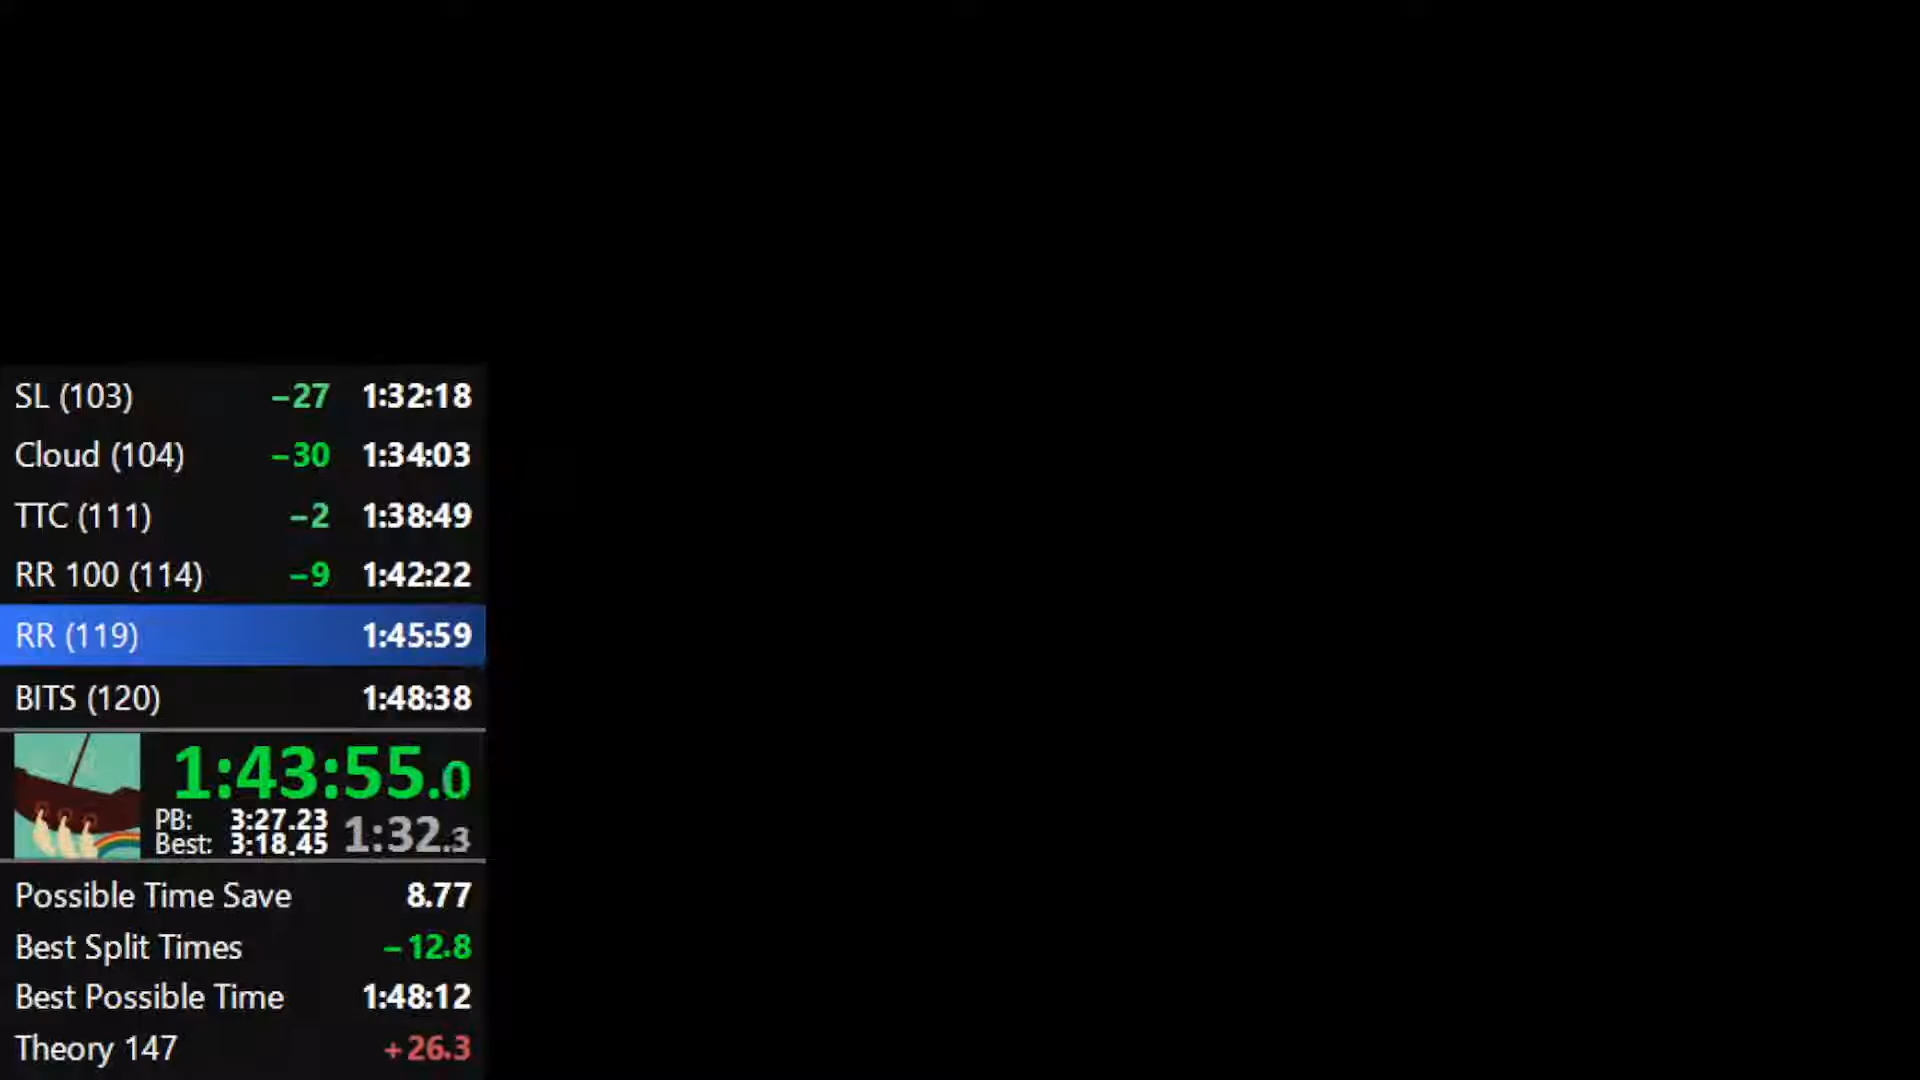 SL (103) −27 1:32:18
Cloud (104) −30 1:34:03
TTC (111) −2 1:38:49
RR 100 (114) −9 1:42:22
RR (119) 1:45:59
BITS (120) 1:48:38
1:43:55.0
PB: 3:27.23
Best: 3:18.45 1:32.3
Possible Time Save 8.77
Best Split Times −12.8
Best Possible Time 1:48:12
Theory 147 +26.3